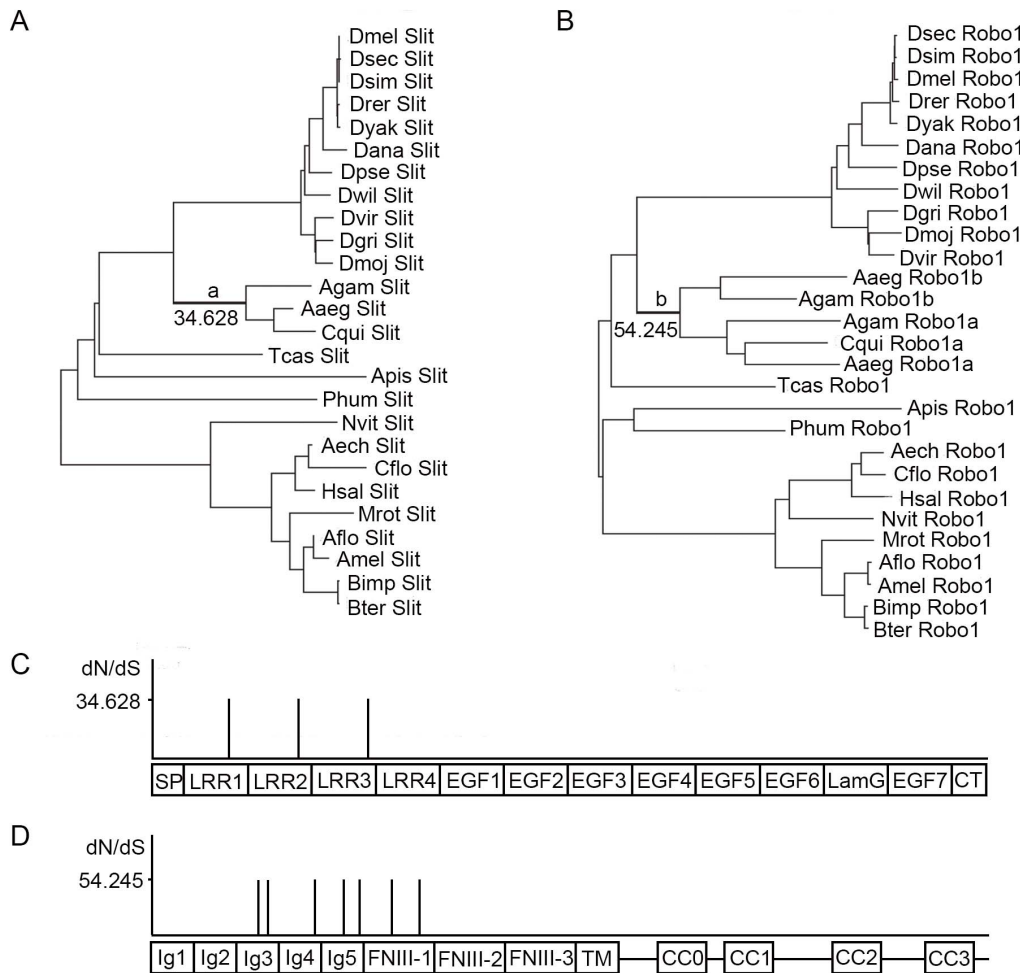 A
Dmel Slit
Dsec Slit
Dsim Slit
Drer Slit
Dyak Slit
Dana Slit
Dpse Slit
Dwil Slit
Dvir Slit
Dgri Slit
Dmoj Slit
a
34.628
Agam Slit
Aaeg Slit
Cqui Slit
Tcas Slit
Apis Slit
Phum Slit
Nvit Slit
Aech Slit
Cflo Slit
Hsal Slit
Mrot Slit
Aflo Slit
Amel Slit
Bimp Slit
Bter Slit
B
Dsec Robo1
Dsim Robo1
Dmel Robo1
Drer Robo1
Dyak Robo1
Dana Robo1
Dpse Robo1
Dwil Robo1
Dgri Robo1
Dmoj Robo1
Dvir Robo1
b
54.245
Aaeg Robo1b
Agam Robo1b
Agam Robo1a
Cqui Robo1a
Aaeg Robo1a
Tcas Robo1
Apis Robo1
Phum Robo1
Aech Robo1
Cflo Robo1
Hsal Robo1
Nvit Robo1
Mrot Robo1
Aflo Robo1
Amel Robo1
Bimp Robo1
Bter Robo1
C
dN/dS
34.628
SP LRR1 LRR2 LRR3 LRR4 EGF1 EGF2 EGF3 EGF4 EGF5 EGF6 LamG EGF7 CT
D
dN/dS
54.245
Ig1 Ig2 Ig3 Ig4 Ig5 FNIII-1 FNIII-2 FNIII-3 TM CC0 CC1 CC2 CC3